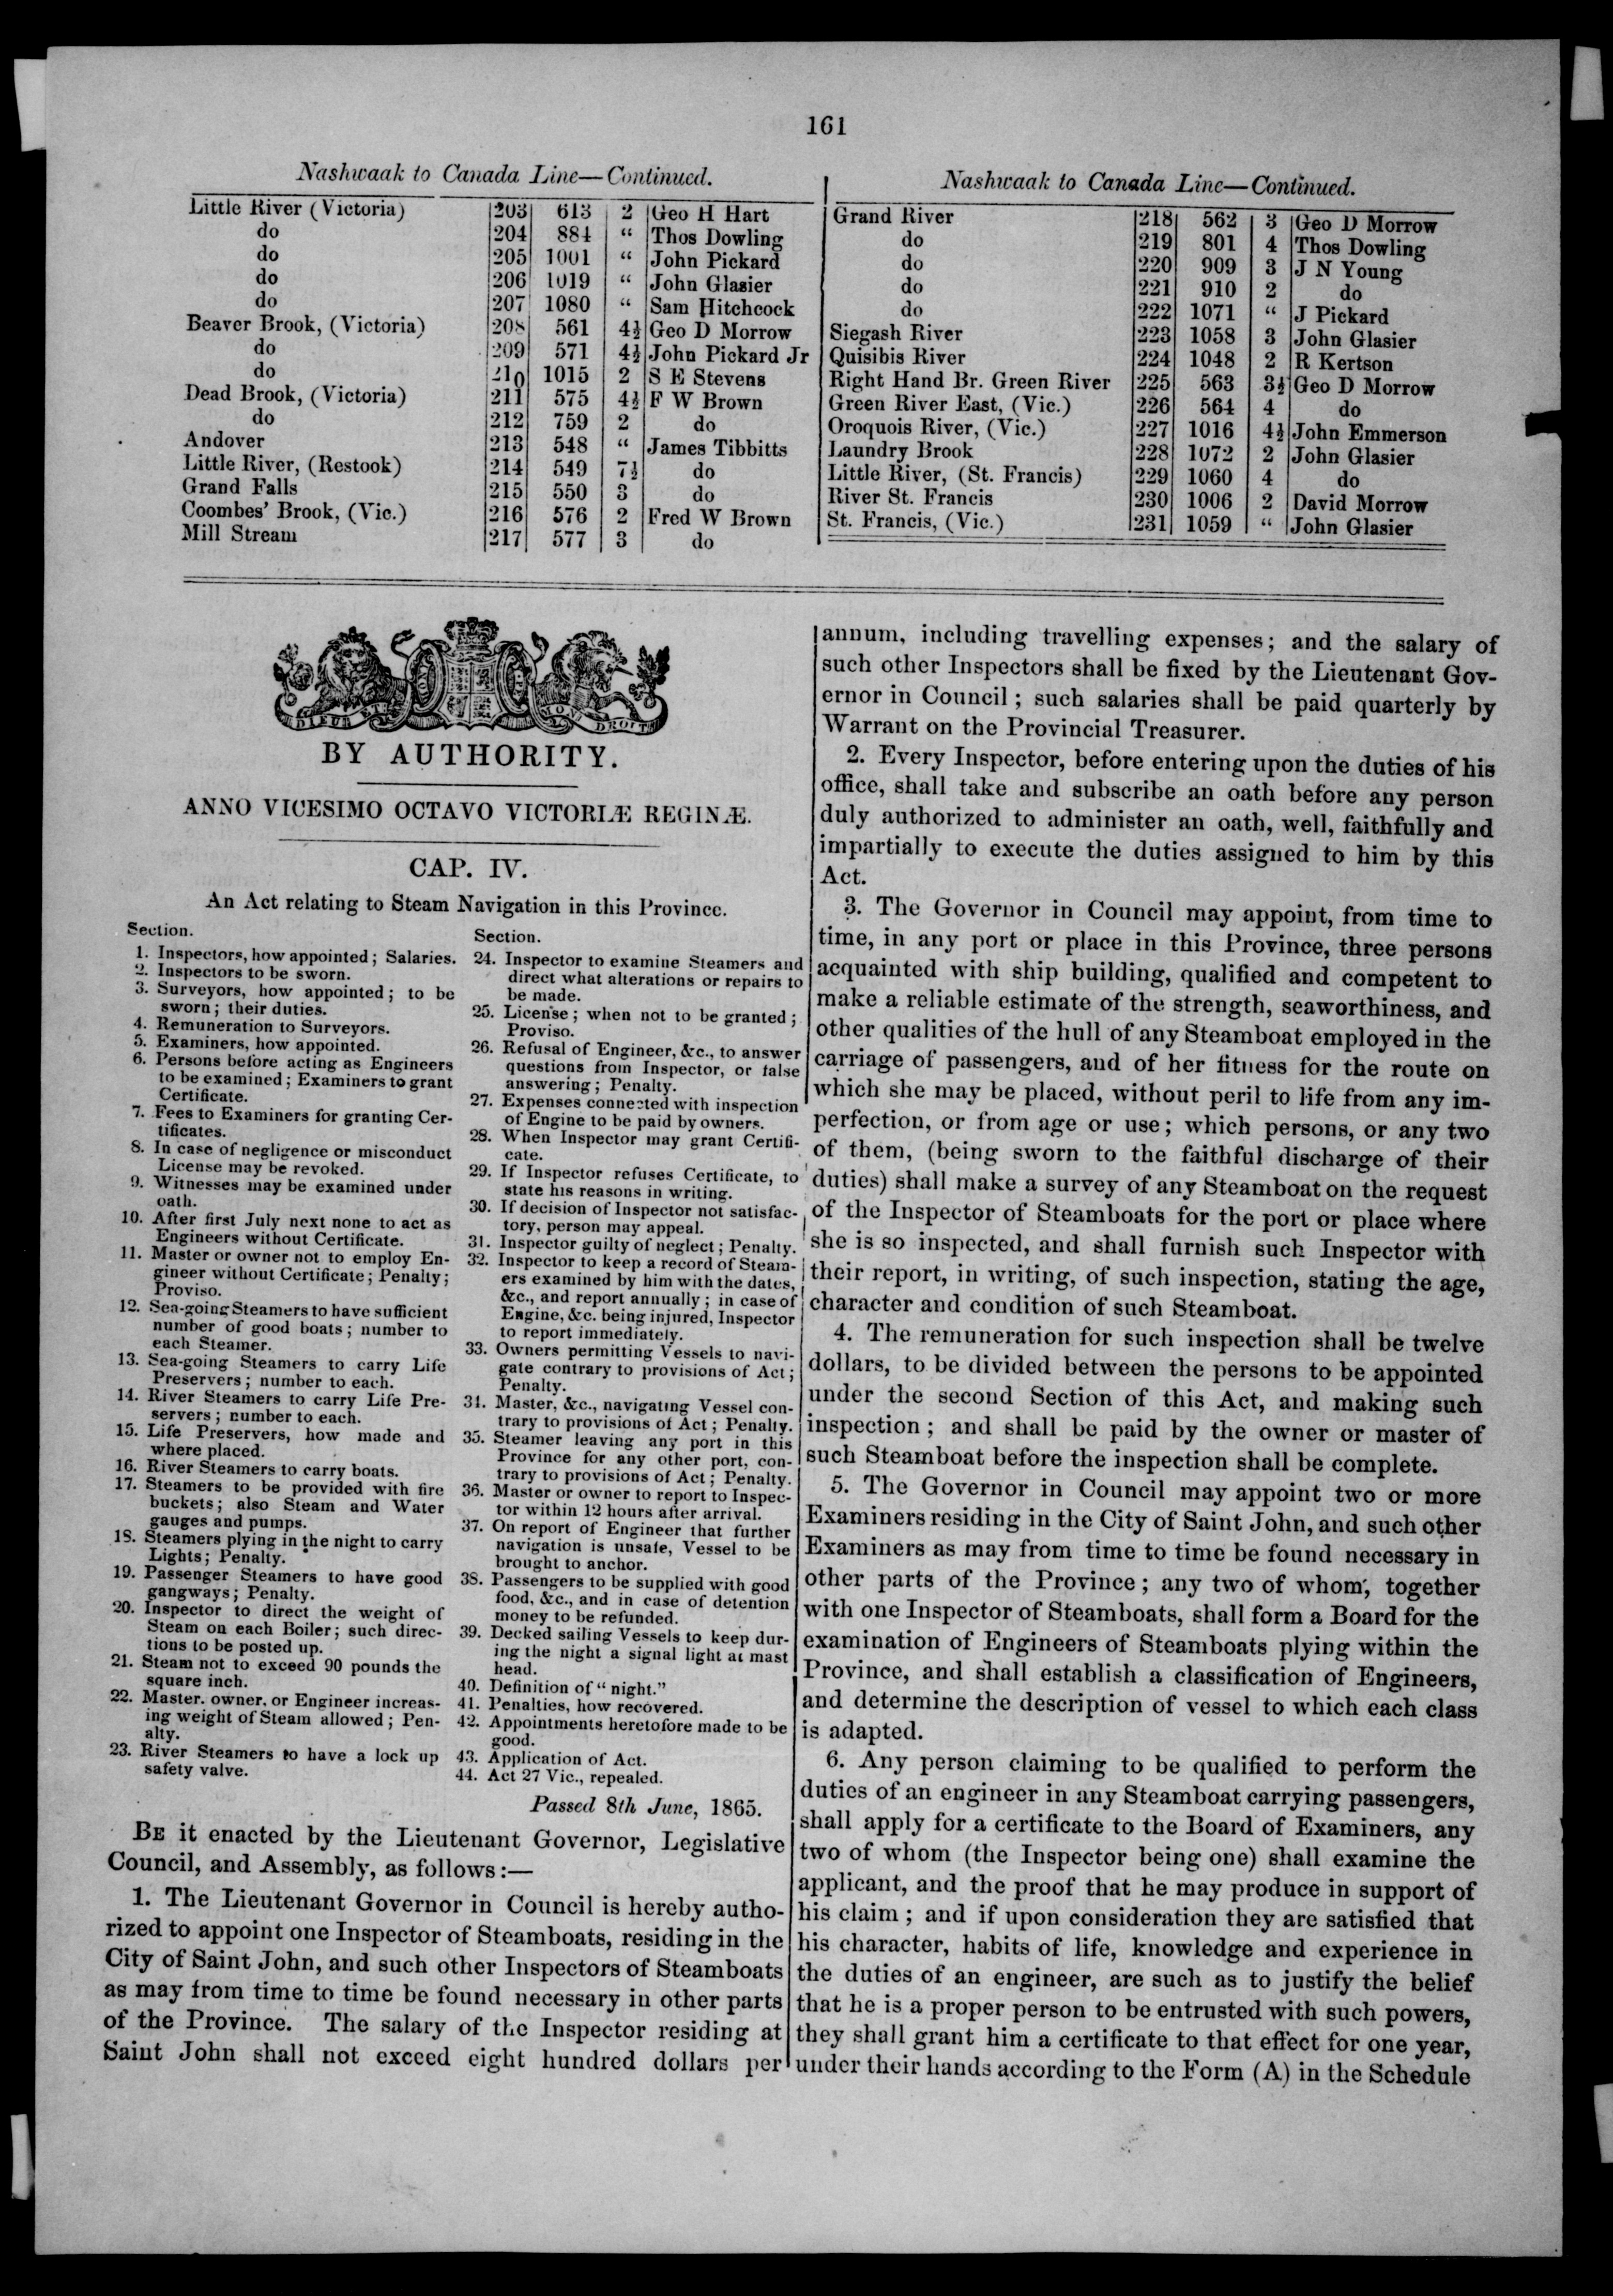 161
Nashwaak to Canada Line—Continued.
Little River (Victoria) 203 613 2 Geo H Hart
do 204 884 “ Thos Dowling
do 205 1001 “ John Pickard
do 206 1019 “ John Glasier
do 207 1080 “ Sam Hitchcock
Beaver Brook, (Victoria) 208 561 4½ Geo D Morrow
do 209 571 4½ John Pickard Jr
do 210 1015 2 S E Stevens
Dead Brook, (Victoria) 211 575 4½ F W Brown
do 212 759 2 do
Andover 213 548 “ James Tibbitts
Little River, (Restook) 214 549 7½ do
Grand Falls 215 550 3 do
Coombes’ Brook, (Vic.) 216 576 2 Fred W Brown
Mill Stream 217 577 3 do
Nashwaak to Canada Line—Continued.
Grand River 218 562 3 Geo D Morrow
do 219 801 4 Thos Dowling
do 220 909 3 J N Young
do 221 910 2 do
do 222 1071 “ J Pickard
Siegash River 223 1058 3 John Glasier
Quisibis River 224 1048 2 R Kertson
Right Hand Br. Green River 225 563 3½ Geo D Morrow
Green River East, (Vic.) 226 564 4 do
Oroquois River, (Vic.) 227 1016 4½ John Emmerson
Laundry Brook 228 1072 2 John Glasier
Little River, (St. Francis) 229 1060 4 do
River St. Francis 230 1006 2 David Morrow
St. Francis, (Vic.) 231 1059 “ John Glasier
DIEU ET MON DROIT
BY AUTHORITY.
ANNO VICESIMO OCTAVO VICTORIÆ REGINÆ.
CAP. IV.
An Act relating to Steam Navigation in this Province.
Section.
1. Inspectors, how appointed; Salaries.
2. Inspectors to be sworn.
3. Surveyors, how appointed; to be
sworn; their duties.
4. Remuneration to Surveyors.
5. Examiners, how appointed.
6. Persons before acting as Engineers
to be examined; Examiners to grant
Certificate.
7. Fees to Examiners for granting Cer-
tificates.
8. In case of negligence or misconduct
License may be revoked.
9. Witnesses may be examined under
oath.
10. After first July next none to act as
Engineers without Certificate.
11. Master or owner not to employ En-
gineer without Certificate; Penalty;
Proviso.
12. Sea-going Steamers to have sufficient
number of good boats; number to
each Steamer.
13. Sea-going Steamers to carry Life
Preservers; number to each.
14. River Steamers to carry Life Pre-
servers; number to each.
15. Life Preservers, how made and
where placed.
16. River Steamers to carry boats.
17. Steamers to be provided with fire
buckets; also Steam and Water
gauges and pumps.
18. Steamers plying in the night to carry
Lights; Penalty.
19. Passenger Steamers to have good
gangways; Penalty.
20. Inspector to direct the weight of
Steam on each Boiler; such direc-
tions to be posted up.
21. Steam not to exceed 90 pounds the
square inch.
22. Master, owner, or Engineer increas-
ing weight of Steam allowed; Pen-
alty.
23. River Steamers to have a lock up
safety valve.
Section.
24. Inspector to examine Steamers and
direct what alterations or repairs to
be made.
25. License; when not to be granted;
Proviso.
26. Refusal of Engineer, &c., to answer
questions from Inspector, or false
answering; Penalty.
27. Expenses connected with inspection
of Engine to be paid by owners.
28. When Inspector may grant Certifi-
cate.
29. If Inspector refuses Certificate, to
state his reasons in writing.
30. If decision of Inspector not satisfac-
tory, person may appeal.
31. Inspector guilty of neglect; Penalty.
32. Inspector to keep a record of Steam-
ers examined by him with the dates,
&c., and report annually; in case of
Engine, &c. being injured, Inspector
to report immediately.
33. Owners permitting Vessels to navi-
gate contrary to provisions of Act;
Penalty.
34. Master, &c., navigating Vessel con-
trary to provisions of Act; Penalty.
35. Steamer leaving any port in this
Province for any other port, con-
trary to provisions of Act; Penalty.
36. Master or owner to report to Inspec-
tor within 12 hours after arrival.
37. On report of Engineer that further
navigation is unsafe, Vessel to be
brought to anchor.
38. Passengers to be supplied with good
food, &c., and in case of detention
money to be refunded.
39. Decked sailing Vessels to keep dur-
ing the night a signal light at mast
head.
40. Definition of “night.”
41. Penalties, how recovered.
42. Appointments heretofore made to be
good.
43. Application of Act.
44. Act 27 Vic., repealed.
Passed 8th June, 1865.
BE it enacted by the Lieutenant Governor, Legislative
Council, and Assembly, as follows:—
1. The Lieutenant Governor in Council is hereby autho-
rized to appoint one Inspector of Steamboats, residing in the
City of Saint John, and such other Inspectors of Steamboats
as may from time to time be found necessary in other parts
of the Province. The salary of the Inspector residing at
Saint John shall not exceed eight hundred dollars per
annum, including travelling expenses; and the salary of
such other Inspectors shall be fixed by the Lieutenant Gov-
ernor in Council; such salaries shall be paid quarterly by
Warrant on the Provincial Treasurer.
2. Every Inspector, before entering upon the duties of his
office, shall take and subscribe an oath before any person
duly authorized to administer an oath, well, faithfully and
impartially to execute the duties assigned to him by this
Act.
3. The Governor in Council may appoint, from time to
time, in any port or place in this Province, three persons
acquainted with ship building, qualified and competent to
make a reliable estimate of the strength, seaworthiness, and
other qualities of the hull of any Steamboat employed in the
carriage of passengers, and of her fitness for the route on
which she may be placed, without peril to life from any im-
perfection, or from age or use; which persons, or any two
of them, (being sworn to the faithful discharge of their
duties) shall make a survey of any Steamboat on the request
of the Inspector of Steamboats for the port or place where
she is so inspected, and shall furnish such Inspector with
their report, in writing, of such inspection, stating the age,
character and condition of such Steamboat.
4. The remuneration for such inspection shall be twelve
dollars, to be divided between the persons to be appointed
under the second Section of this Act, and making such
inspection; and shall be paid by the owner or master of
such Steamboat before the inspection shall be complete.
5. The Governor in Council may appoint two or more
Examiners residing in the City of Saint John, and such other
Examiners as may from time to time be found necessary in
other parts of the Province; any two of whom, together
with one Inspector of Steamboats, shall form a Board for the
examination of Engineers of Steamboats plying within the
Province, and shall establish a classification of Engineers,
and determine the description of vessel to which each class
is adapted.
6. Any person claiming to be qualified to perform the
duties of an engineer in any Steamboat carrying passengers,
shall apply for a certificate to the Board of Examiners, any
two of whom (the Inspector being one) shall examine the
applicant, and the proof that he may produce in support of
his claim; and if upon consideration they are satisfied that
his character, habits of life, knowledge and experience in
the duties of an engineer, are such as to justify the belief
that he is a proper person to be entrusted with such powers,
they shall grant him a certificate to that effect for one year,
under their hands according to the Form (A) in the Schedule